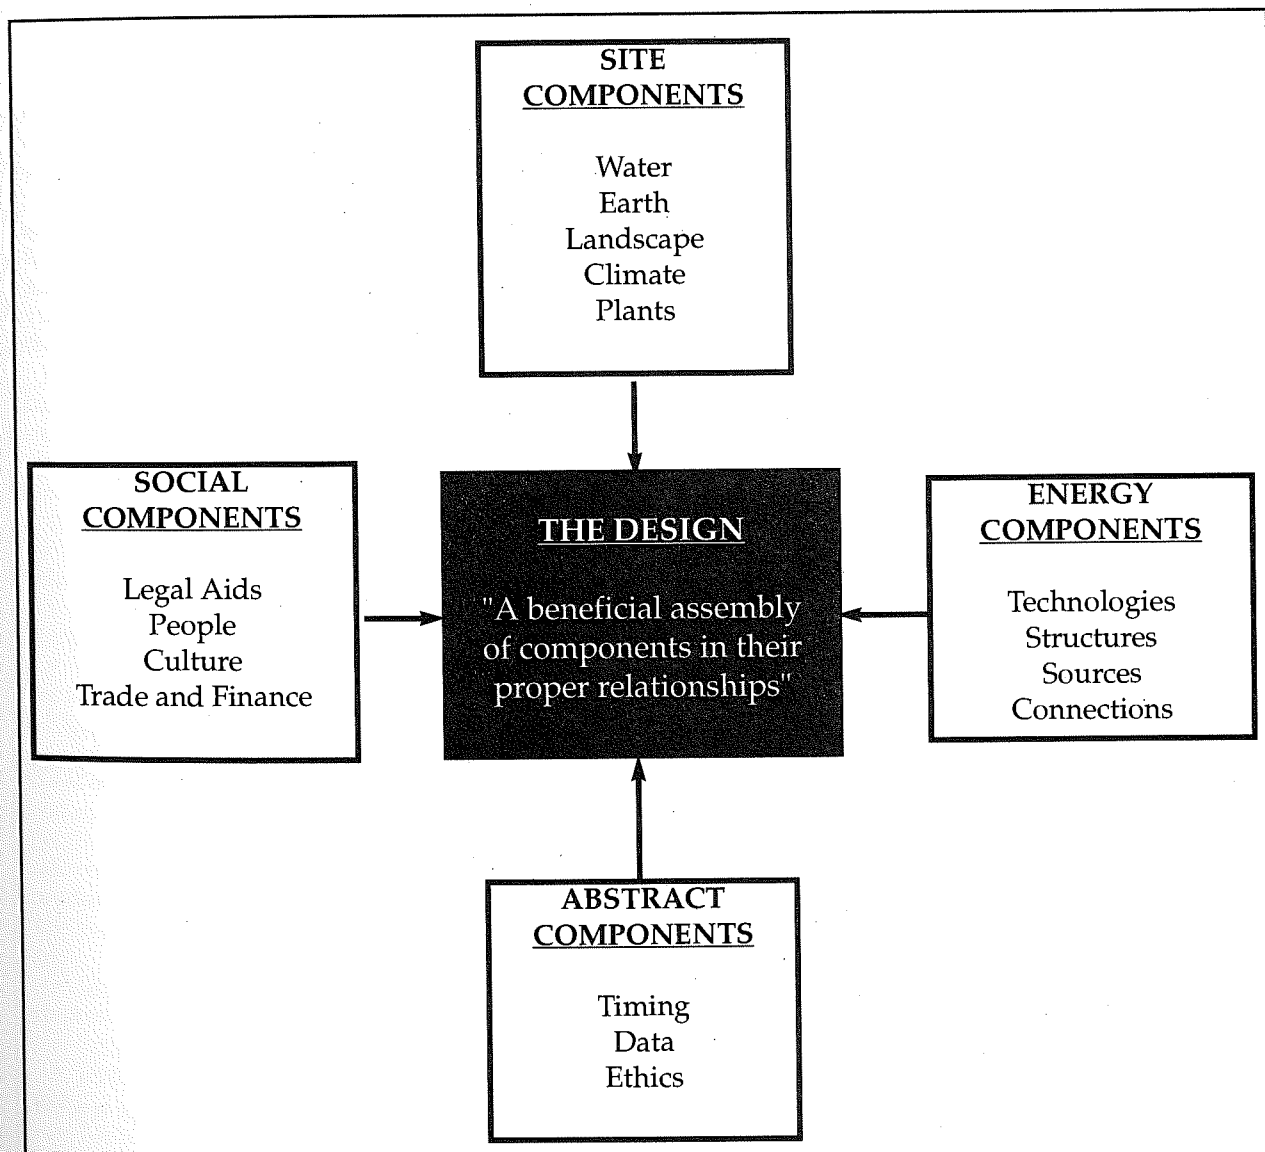 SITE
COMPONENTS
Water
Earth
Landscape
Climate
Plants
SOCIAL
COMPONENTS
Legal Aids
People
Culture
Trade and Finance
THE DESIGN
"A beneficial assembly
of components in their
proper relationships"
ENERGY
COMPONENTS
Technologies
Structures
Sources
Connections
ABSTRACT
COMPONENTS
Timing
Data
Ethics